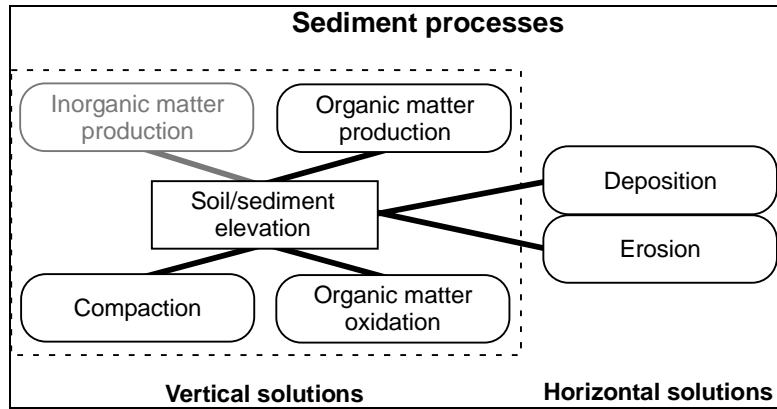 Sediment processes
Inorganic matter
production
Organic matter
production
Soil/sediment
elevation
Deposition
Erosion
Compaction
Organic matter
oxidation
Vertical solutions
Horizontal solutions